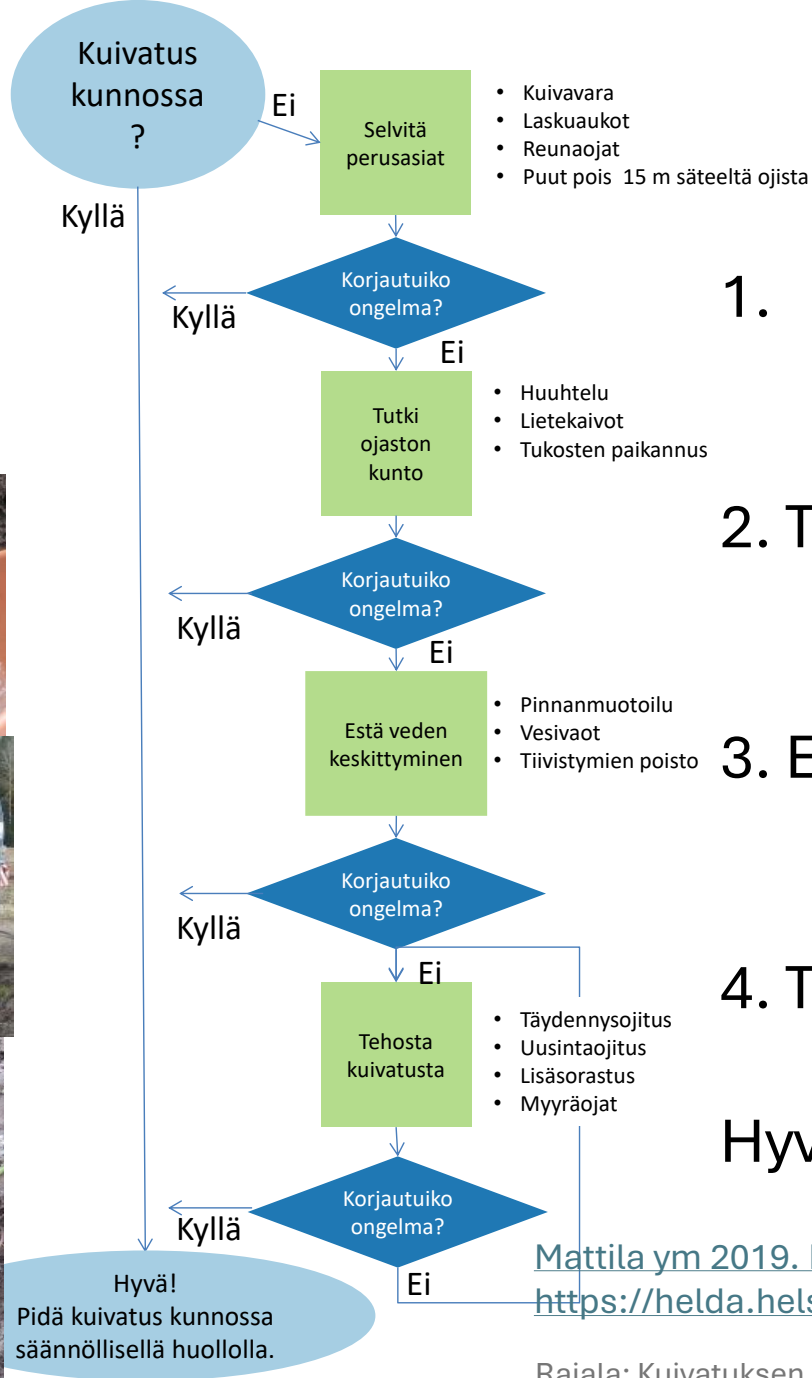 Kuivatus
kunnossa
?
Ei
Kyllä
Selvitä
perusasiat
• Kuivavara
• Laskuaukot
• Reunaojat
• Puut pois 15 m säteeltä ojista
Korjautuiko
ongelma?
Kyllä
Ei
1.
Tutki
ojaston
kunto
• Huuhtelu
• Lietekaivot
• Tukosten paikannus
2. T
Korjautuiko
ongelma?
Kyllä
Ei
Estä veden
keskittyminen
• Pinnanmuotoilu
• Vesivaot
• Tiivistymien poisto
3. E
Korjautuiko
ongelma?
Kyllä
Ei
Tehosta
kuivatusta
• Täydennysojitus
• Uusintaojitus
• Lisäsorastus
• Myyräojat
4. T
Korjautuiko
ongelma?
Kyllä
Ei
Hyv
Hyvä!
Pidä kuivatus kunnossa
säännöllisellä huollolla.
Mattila ym 2019.
https://helda.hels
Rajala: Kuivatuksen